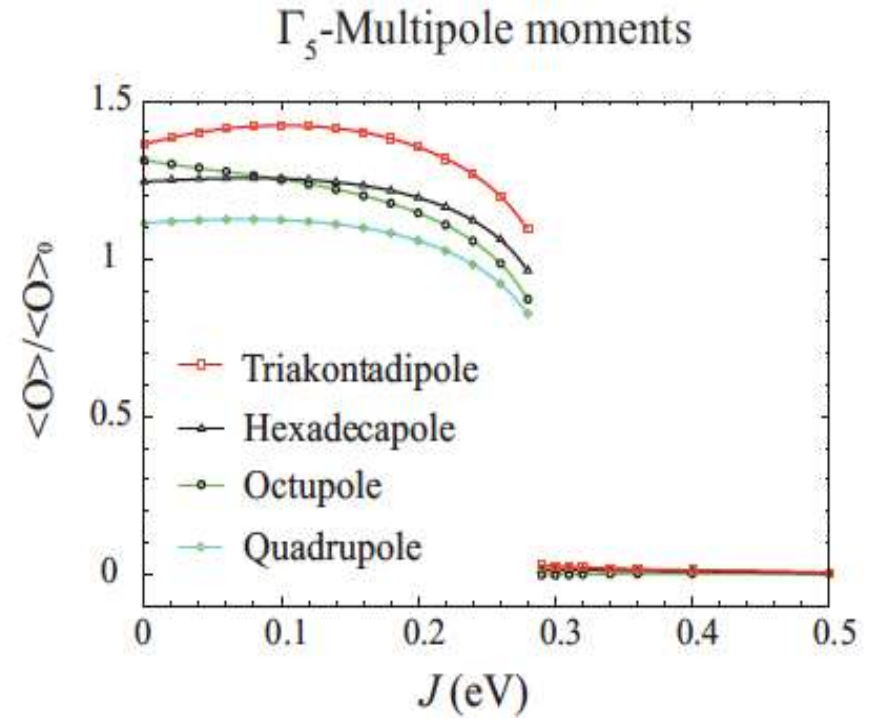 Γ₅-Multipole moments
<O>/<O>₀
1.5
1
0.5
0
Triakontadipole
Hexadecapole
Octupole
Quadrupole
0 0.1 0.2 0.3 0.4 0.5
J (eV)